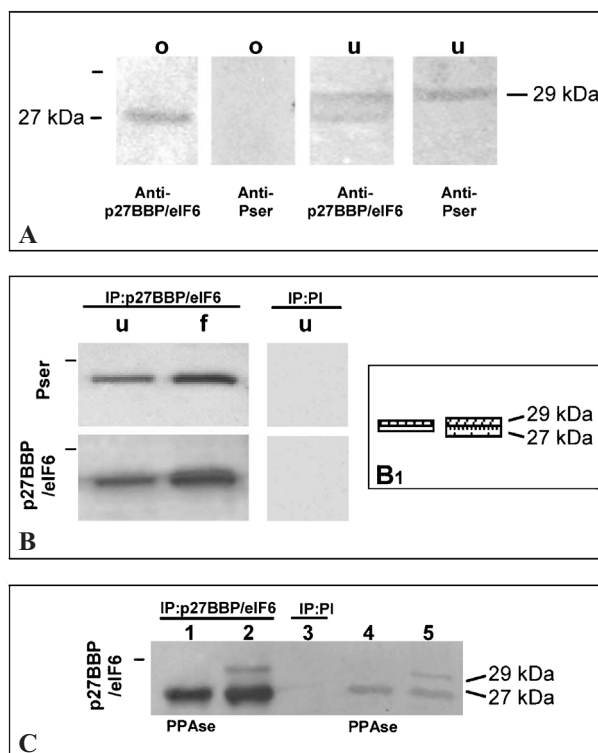 o o u u
27 kDa
29 kDa
Anti-
p27BBP/eIF6
Anti-
Pser
Anti-
p27BBP/eIF6
Anti-
Pser
A
IP:p27BBP/eIF6 IP:PI
u f u
Pser
p27BBP
/eIF6
29 kDa
27 kDa
B1
B
IP:p27BBP/eIF6 IP:PI
1 2 3 4 5
p27BBP
/eIF6
29 kDa
27 kDa
PPAse PPAse
C